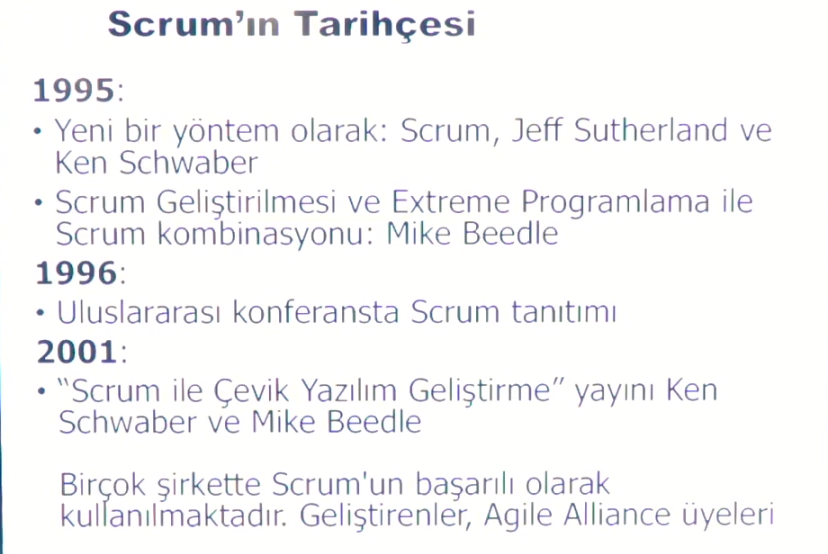 Scrum'ın Tarihçesi
1995:
• Yeni bir yöntem olarak: Scrum, Jeff Sutherland ve
Ken Schwaber
• Scrum Geliştirilmesi ve Extreme Programlama ile
Scrum kombinasyonu: Mike Beedle
1996:
• Uluslararası konferansta Scrum tanıtımı
2001:
• “Scrum ile Çevik Yazılım Geliştirme” yayını Ken
Schwaber ve Mike Beedle
Birçok şirkette Scrum'un başarılı olarak
kullanılmaktadır. Geliştirenler, Agile Alliance üyeleri